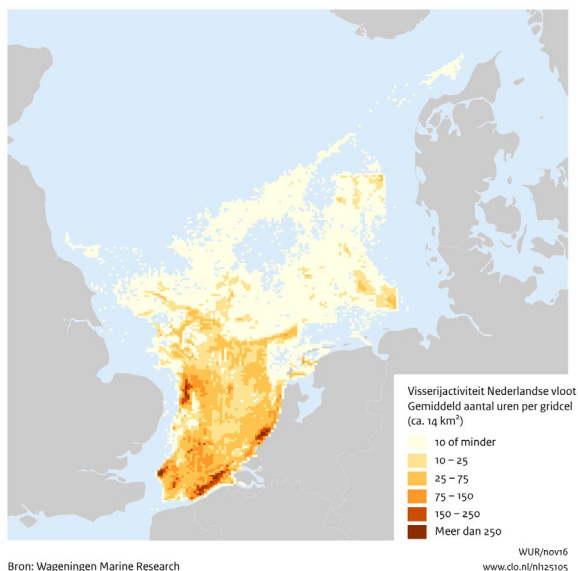 Visserijactiviteit Nederlandse vloot
Gemiddeld aantal uren per gridcel
(ca. 14 km²)
10 of minder
10 – 25
25 – 75
75 – 150
150 – 250
Meer dan 250
WUR/nov16
Bron: Wageningen Marine Research
www.clo.nl/nl125105